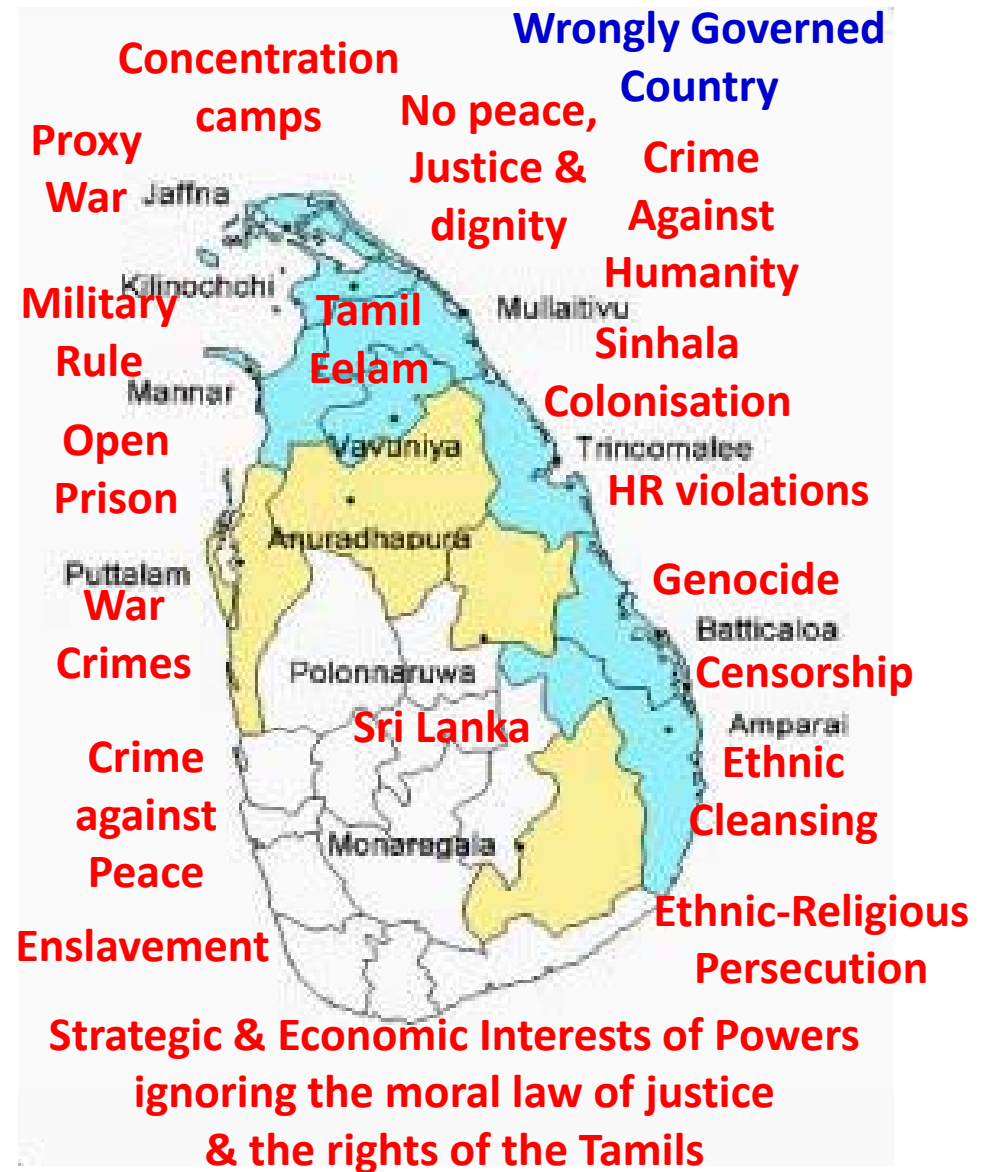 Wrongly Governed
Country
Concentration
camps
No peace,
Justice &
dignity
Proxy
War
Crime
Against
Humanity
Jaffna
Kilinochchi
Military
Rule
Tamil
Eelam
Mullaitivu
Sinhala
Colonisation
Mannar
Open
Prison
Vavuniya
Trincomalee
HR violations
Anuradhapura
Puttalam
War
Crimes
Genocide
Batticaloa
Censorship
Polonnaruwa
Sri Lanka
Amparai
Ethnic
Cleansing
Crime
against
Peace
Monaragala
Enslavement
Ethnic-Religious
Persecution
Strategic & Economic Interests of Powers
ignoring the moral law of justice
& the rights of the Tamils